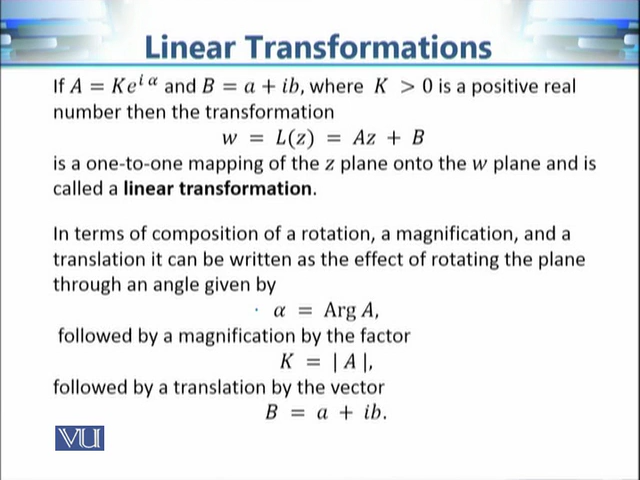 Linear Transformations
If A = Ke^{i α} and B = a + ib, where K > 0 is a positive real
number then the transformation
w = L(z) = Az + B
is a one-to-one mapping of the z plane onto the w plane and is
called a linear transformation.
In terms of composition of a rotation, a magnification, and a
translation it can be written as the effect of rotating the plane
through an angle given by
α = Arg A,
followed by a magnification by the factor
K = | A |,
followed by a translation by the vector
B = a + ib.
VU